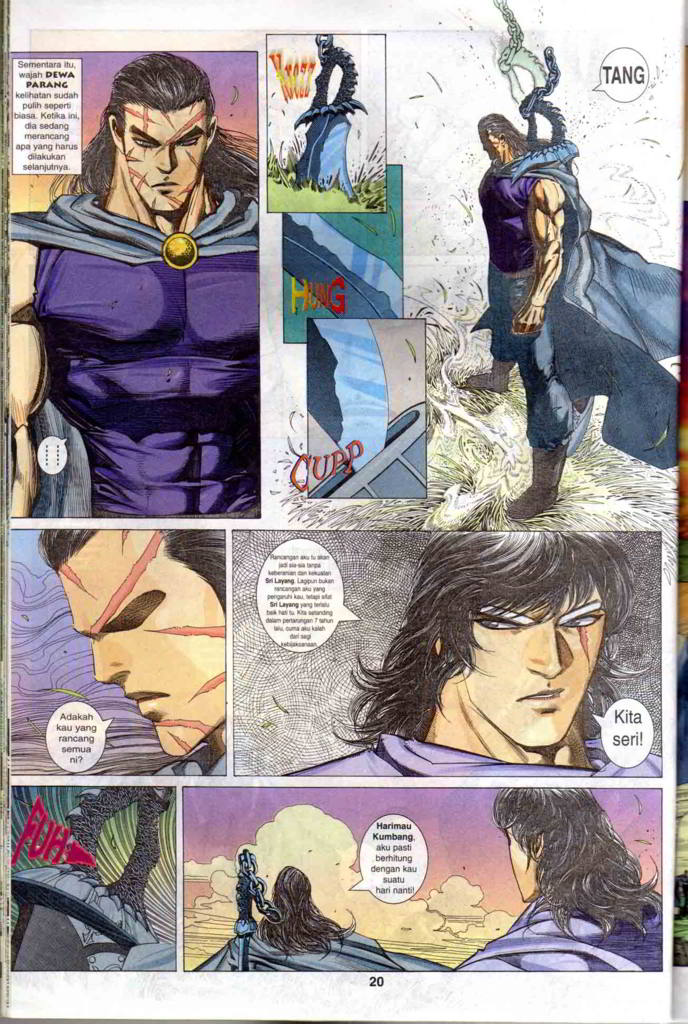 Sementara itu,
wajah DEWA
PARANG
kelihatan sudah
pulih seperti
biasa. Ketika ini,
dia sedang
merancang
apa yang harus
dilakukan
selanjutnya.
TANG
HUNG
CUPP
Adakah
kau yang
rancang
semua
ni?
Rancangan aku tu akan
jadi sia-sia tanpa
keberanian dan kekuatan
Sri Layang. Lagipun bukan
rancangan aku yang
pengaruhi kau, tetapi sifat
Sri Layang yang terlalu
baik hati tu. Kita setanding
dalam pertarungan 7 tahun
lalu, cuma aku kalah
dari segi
kebijaksanaan.
Kita
seri!
FUH
Harimau
Kumbang,
aku pasti
berhitung
dengan kau
suatu
hari nanti!
20